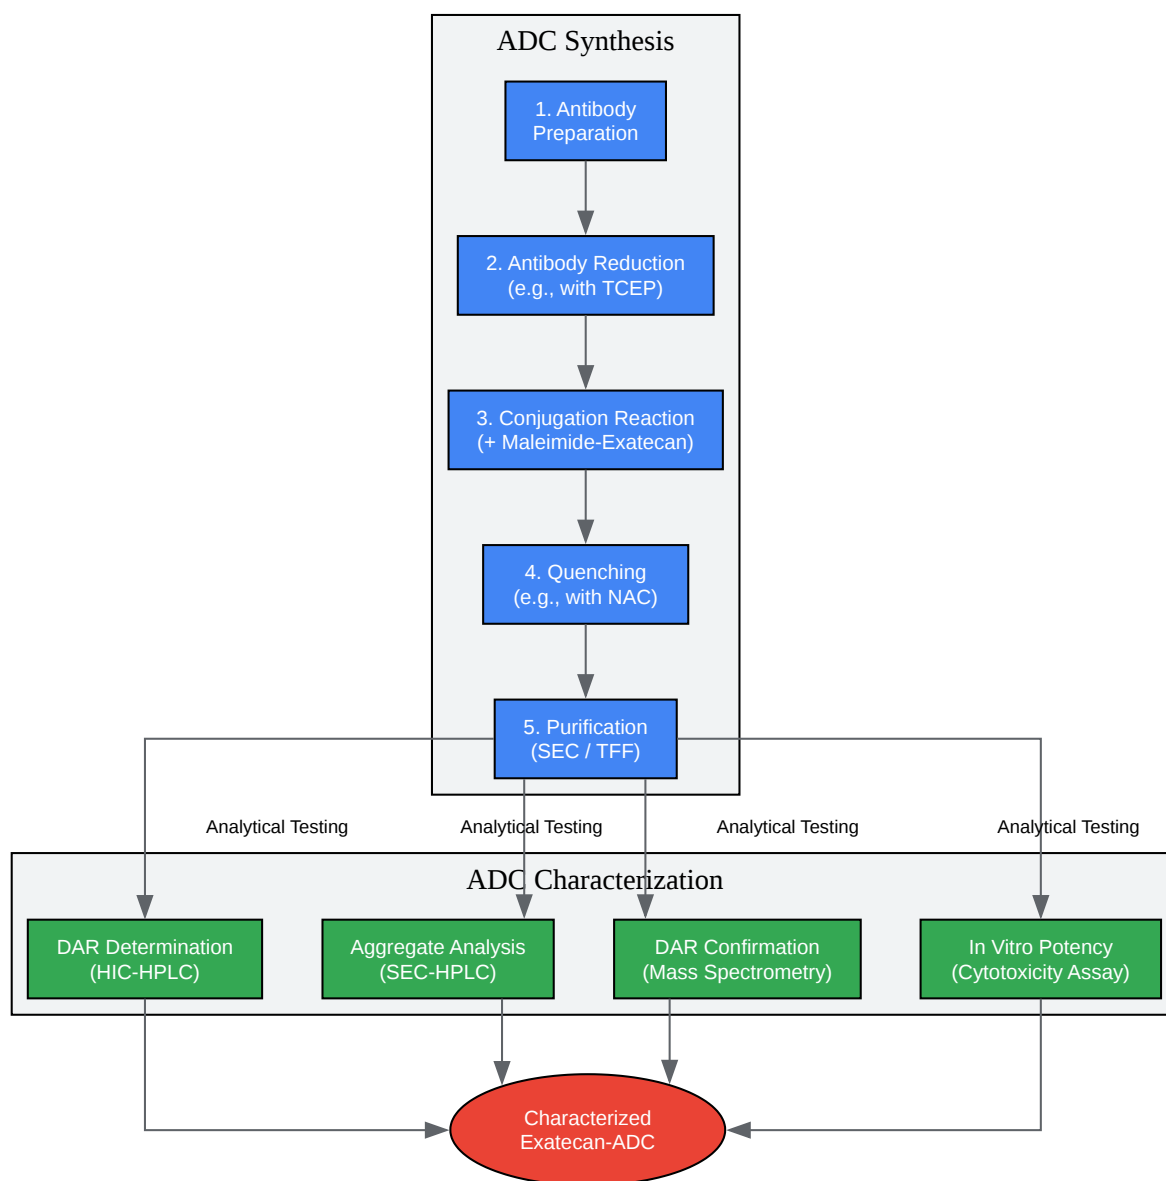 ADC Synthesis
1. Antibody
Preparation
2. Antibody Reduction
(e.g., with TCEP)
3. Conjugation Reaction
(+ Maleimide-Exatecan)
4. Quenching
(e.g., with NAC)
5. Purification
(SEC / TFF)
Analytical Testing
Analytical Testing
Analytical Testing
Analytical Testing
ADC Characterization
DAR Determination
(HIC-HPLC)
Aggregate Analysis
(SEC-HPLC)
DAR Confirmation
(Mass Spectrometry)
In Vitro Potency
(Cytotoxicity Assay)
Characterized
Exatecan-ADC